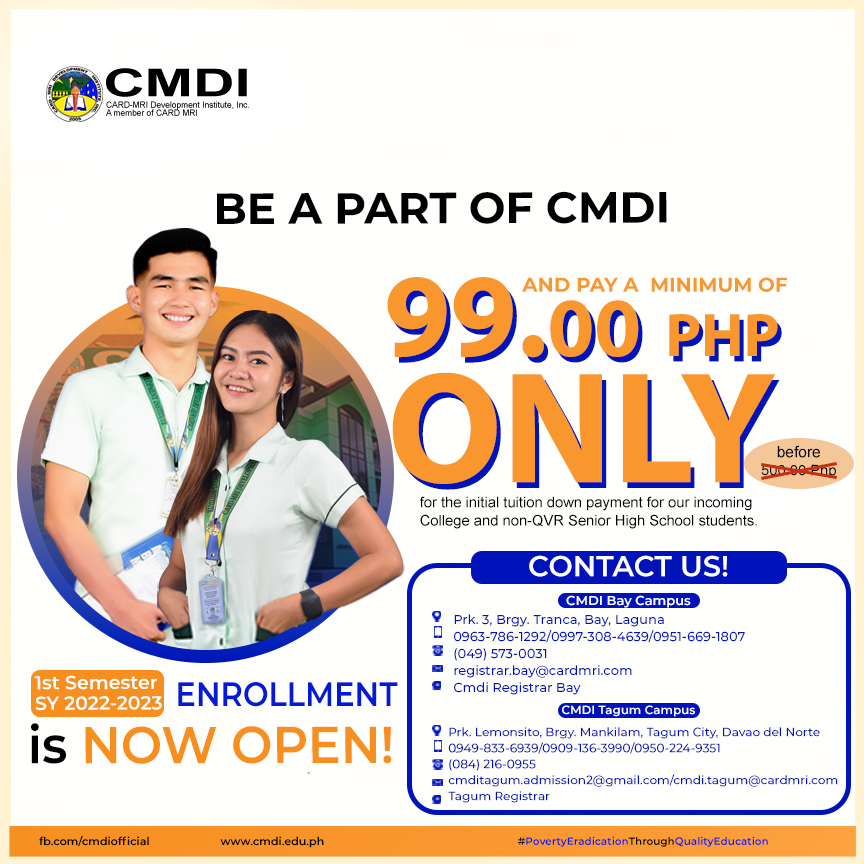 CMDI
CARD-MRI Development Institute, Inc.
A member of CARD MRI
BE A PART OF CMDI
AND PAY A MINIMUM OF
99.00 PHP
ONLY
before
500.00 Php
for the initial tuition down payment for our incoming
College and non-QVR Senior High School students.
CONTACT US!
CMDI Bay Campus
Prk. 3, Brgy. Tranca, Bay, Laguna
0963-786-1292/0997-308-4639/0951-669-1807
(049) 573-0031
registrar.bay@cardmri.com
Cmdi Registrar Bay
CMDI Tagum Campus
Prk. Lemonsito, Brgy. Mankilam, Tagum City, Davao del Norte
0949-833-6939/0909-136-3990/0950-224-9351
(084) 216-0955
cmditagum.admission2@gmail.com/cmdi.tagum@cardmri.com
Tagum Registrar
1st Semester
SY 2022-2023
ENROLLMENT
is NOW OPEN!
fb.com/cmdiofficial
www.cmdi.edu.ph
#PovertyEradicationThroughQualityEducation